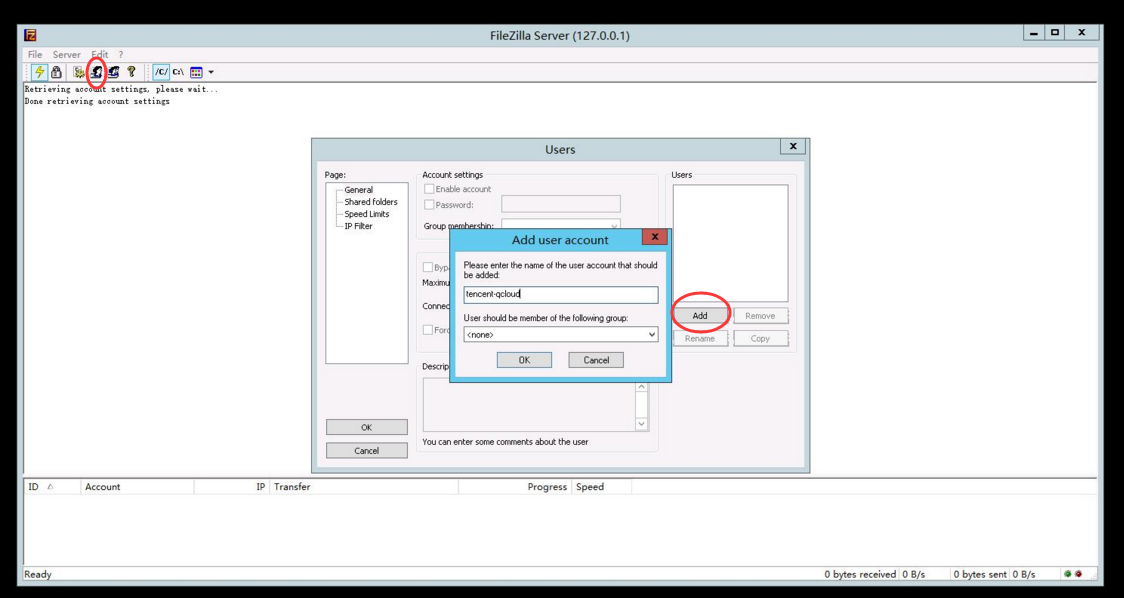 FileZilla Server (127.0.0.1)
File Server Edit ?
/C/ C:\
Retrieving account settings, please wait...
Done retrieving account settings
Users
Page:
General
Shared folders
Speed Limits
IP Filter
OK
Cancel
Account settings
Enable account
Password:
Group membership:
Byp
Maximu
Connec
Forc
Descrip
You can enter some comments about the user
Users
Add
Remove
Rename
Copy
Add user account
Please enter the name of the user account that should
be added:
tencent-qcloud
User should be member of the following group:
<none>
OK
Cancel
ID Account IP Transfer Progress Speed
Ready 0 bytes received 0 B/s 0 bytes sent 0 B/s